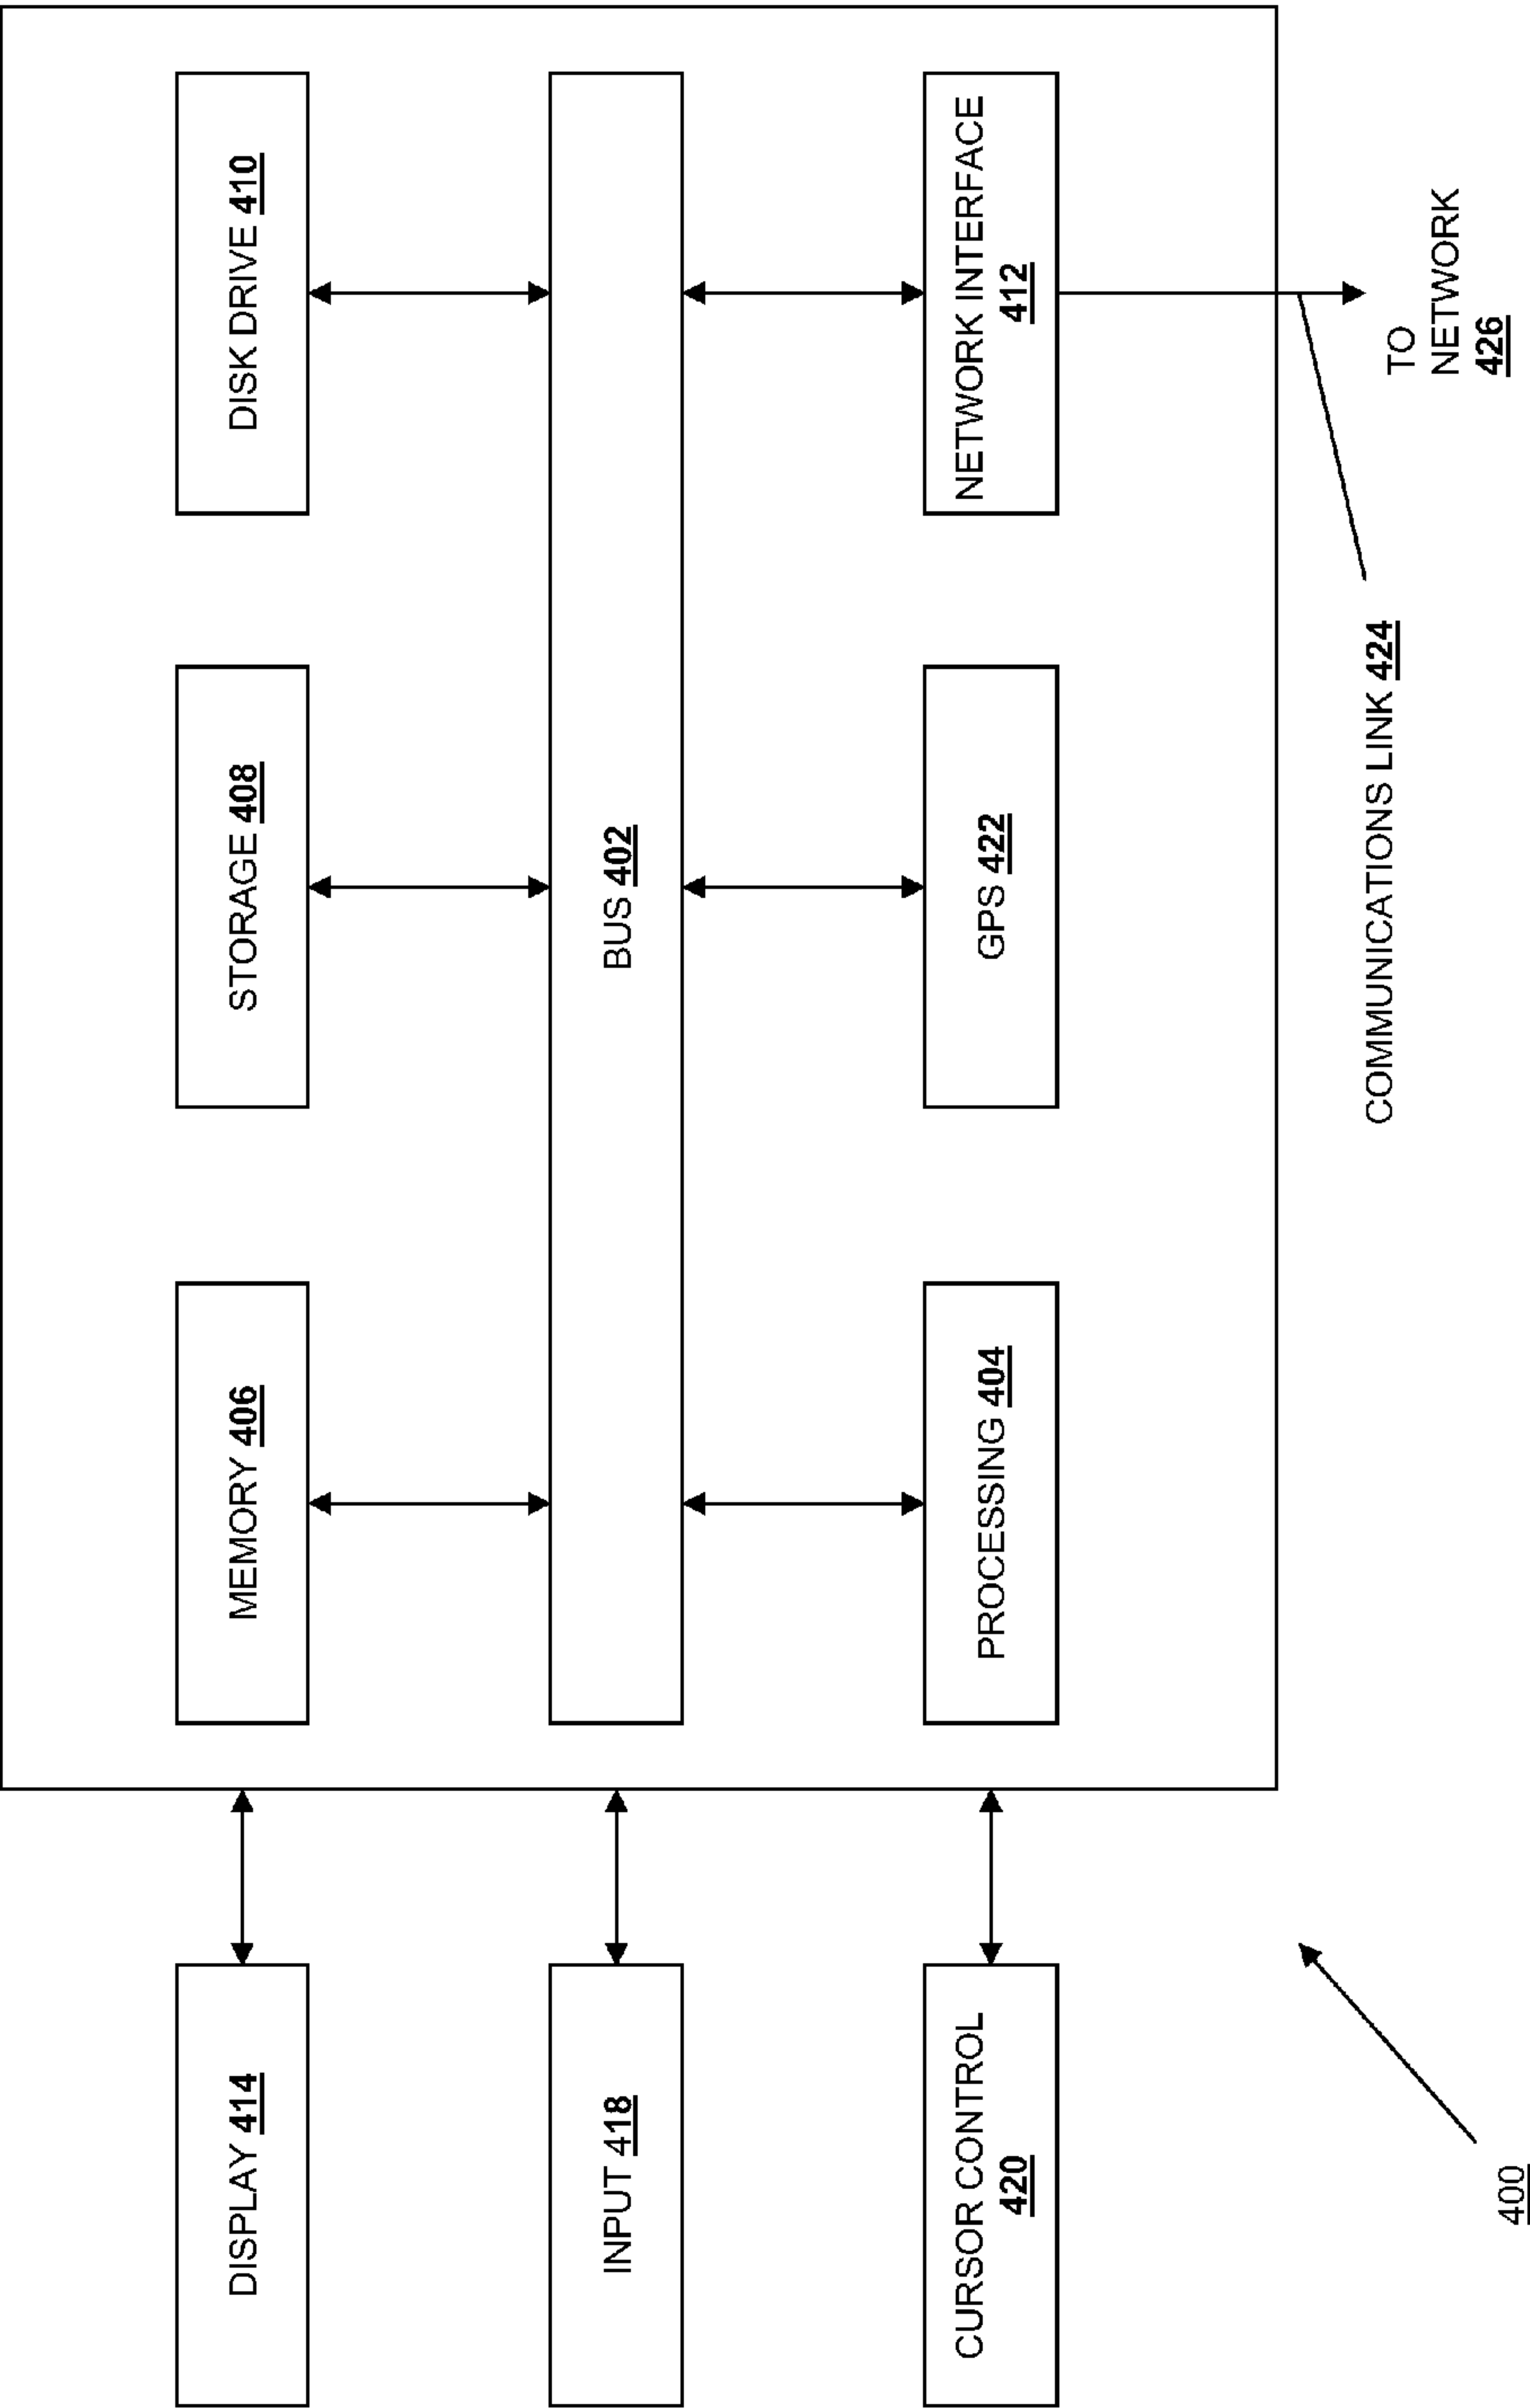 DISPLAY 414
MEMORY 406
STORAGE 408
DISK DRIVE 410
INPUT 418
BUS 402
CURSOR CONTROL
420
PROCESSING 404
GPS 422
NETWORK INTERFACE
412
COMMUNICATIONS LINK 424
TO
NETWORK
426
400